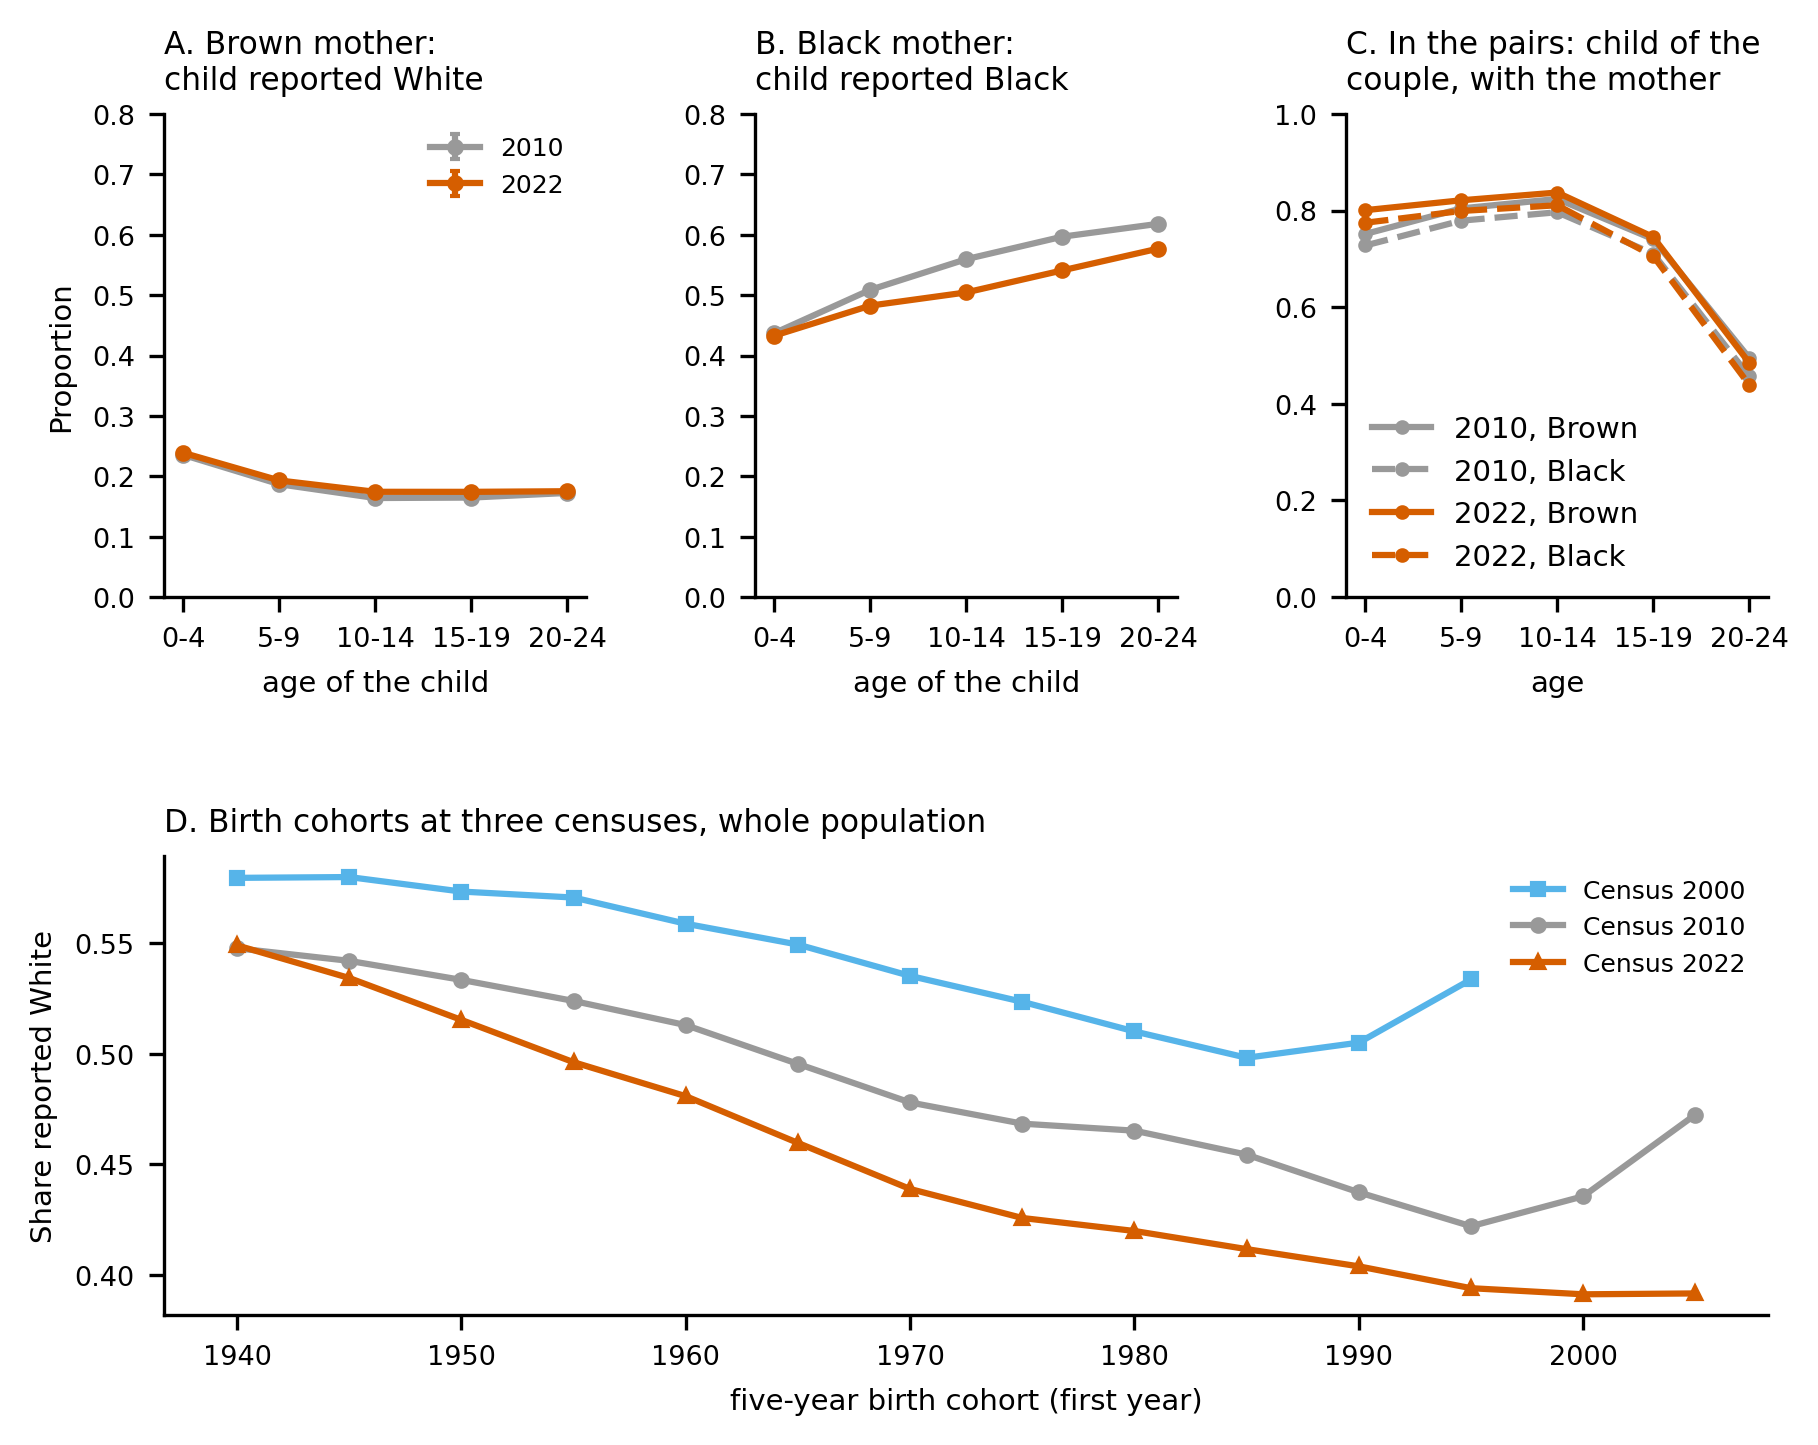 A. Brown mother:
child reported White
0.8
0.7
0.6
0.5
0.4
0.3
0.2
0.1
0.0
Proportion
2010
2022
0-4 5-9 10-14 15-19 20-24
age of the child
B. Black mother:
child reported Black
0.8
0.7
0.6
0.5
0.4
0.3
0.2
0.1
0.0
0-4 5-9 10-14 15-19 20-24
age of the child
C. In the pairs: child of the
couple, with the mother
1.0
0.8
0.6
0.4
0.2
0.0
2010, Brown
2010, Black
2022, Brown
2022, Black
0-4 5-9 10-14 15-19 20-24
age
D. Birth cohorts at three censuses, whole population
Share reported White
0.55
0.50
0.45
0.40
Census 2000
Census 2010
Census 2022
1940 1950 1960 1970 1980 1990 2000
five-year birth cohort (first year)